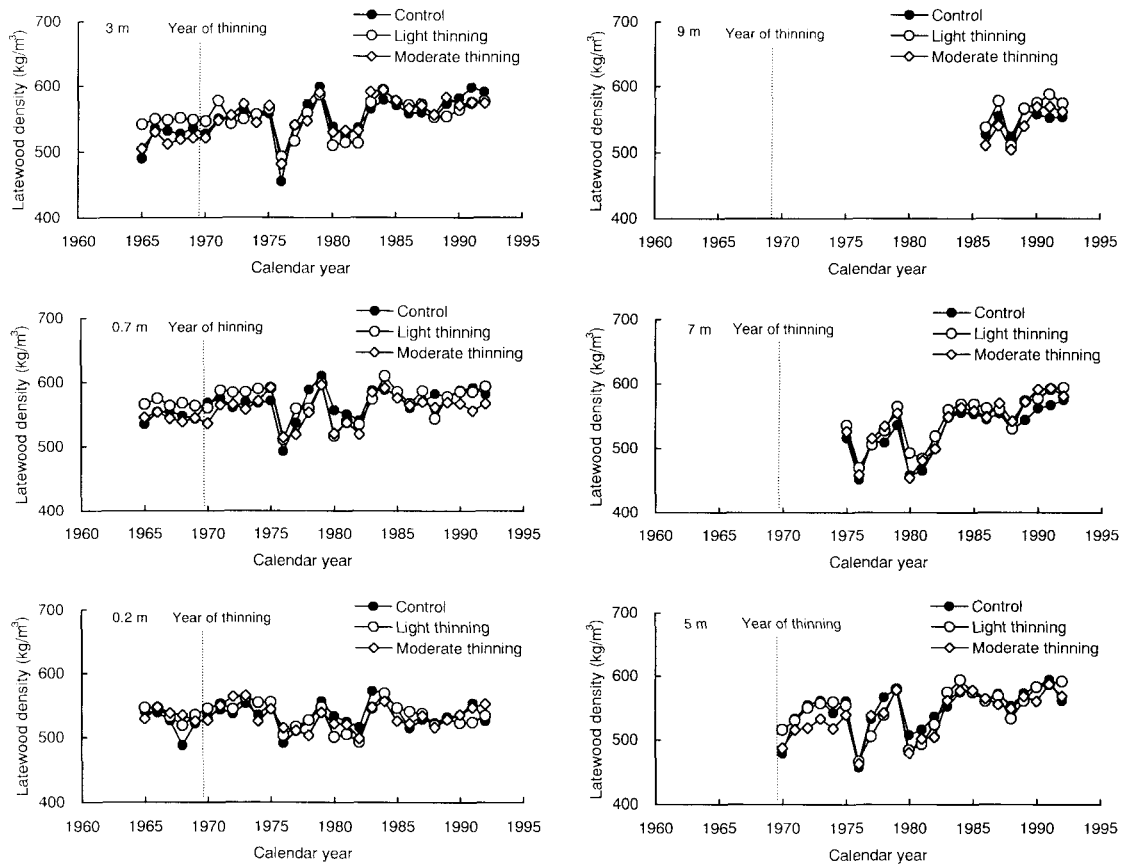 700
600
500
400
Latewood density (kg/m³)
3 m
Year of thinning
Control
Light thinning
Moderate thinning
1960 1965 1970 1975 1980 1985 1990 1995
Calendar year
700
600
500
400
Latewood density (kg/m³)
9 m
Year of thinning
Control
Light thinning
Moderate thinning
1960 1965 1970 1975 1980 1985 1990 1995
Calendar year
700
600
500
400
Latewood density (kg/m³)
0.7 m
Year of hinning
Control
Light thinning
Moderate thinning
1960 1965 1970 1975 1980 1985 1990 1995
Calendar year
700
600
500
400
Latewood density (kg/m³)
7 m
Year of thinning
Control
Light thinning
Moderate thinning
1960 1965 1970 1975 1980 1985 1990 1995
Calendar year
700
600
500
400
Latewood density (kg/m³)
0.2 m
Year of thinning
Control
Light thinning
Moderate thinning
1960 1965 1970 1975 1980 1985 1990 1995
Calendar year
700
600
500
400
Latewood density (kg/m³)
5 m
Year of thinning
Control
Light thinning
Moderate thinning
1960 1965 1970 1975 1980 1985 1990 1995
Calendar year